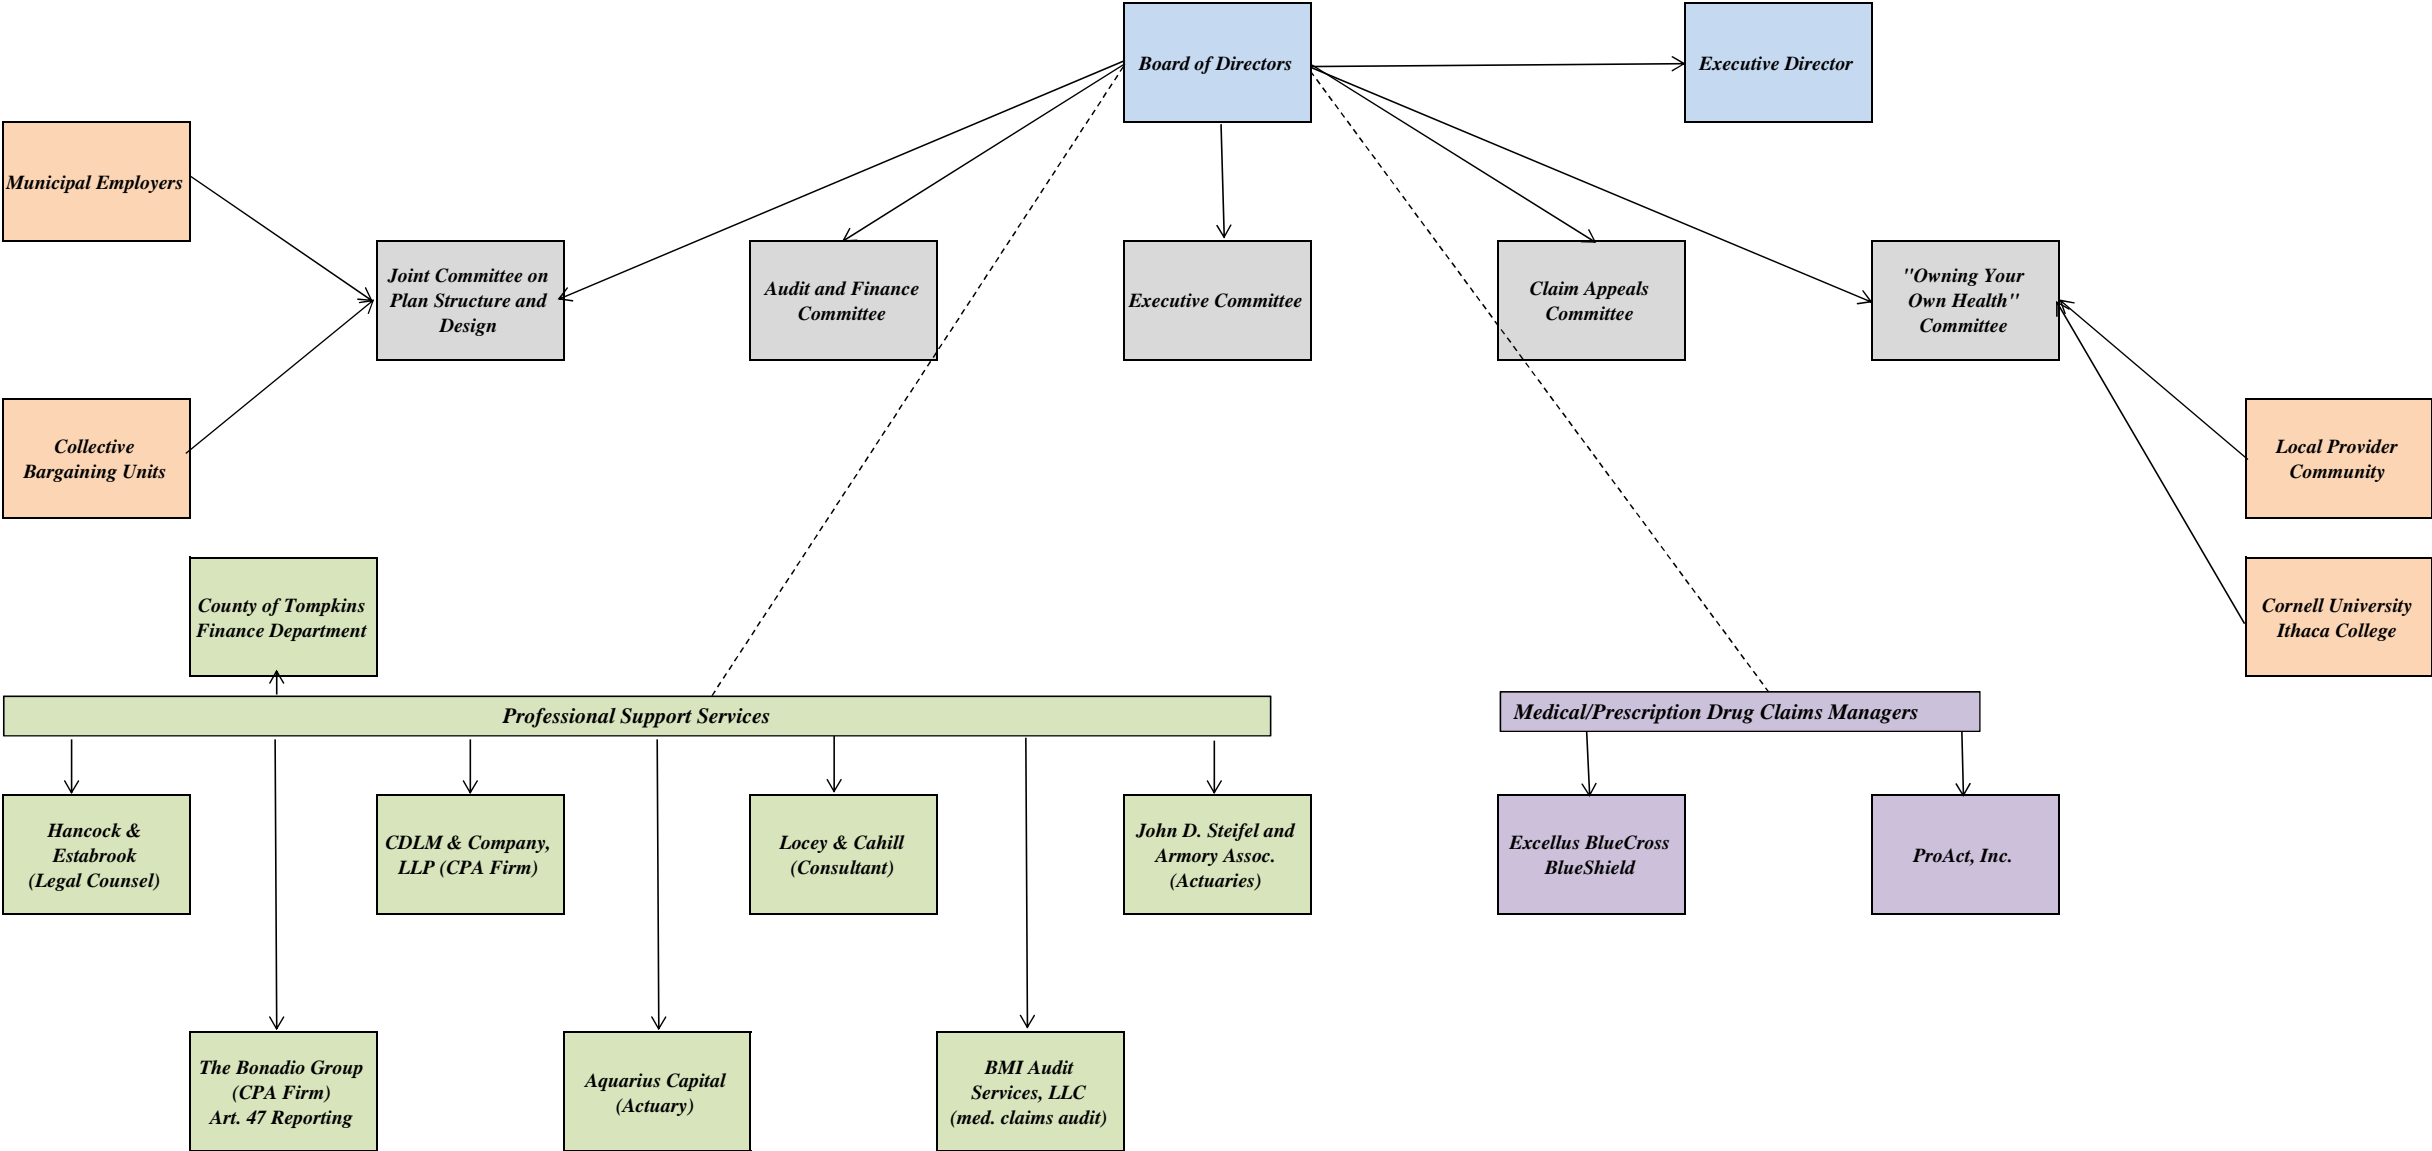 Board of Directors
Executive Director
Municipal Employers
Joint Committee on
Plan Structure and
Design
Audit and Finance
Committee
Executive Committee
Claim Appeals
Committee
"Owning Your
Own Health"
Committee
Collective
Bargaining Units
Local Provider
Community
County of Tompkins
Finance Department
Cornell University
Ithaca College
Professional Support Services
Medical/Prescription Drug Claims Managers
Hancock &
Estabrook
(Legal Counsel)
CDLM & Company,
LLP (CPA Firm)
Locey & Cahill
(Consultant)
John D. Steifel and
Armory Assoc.
(Actuaries)
Excellus BlueCross
BlueShield
ProAct, Inc.
The Bonadio Group
(CPA Firm)
Art. 47 Reporting
Aquarius Capital
(Actuary)
BMI Audit
Services, LLC
(med. claims audit)